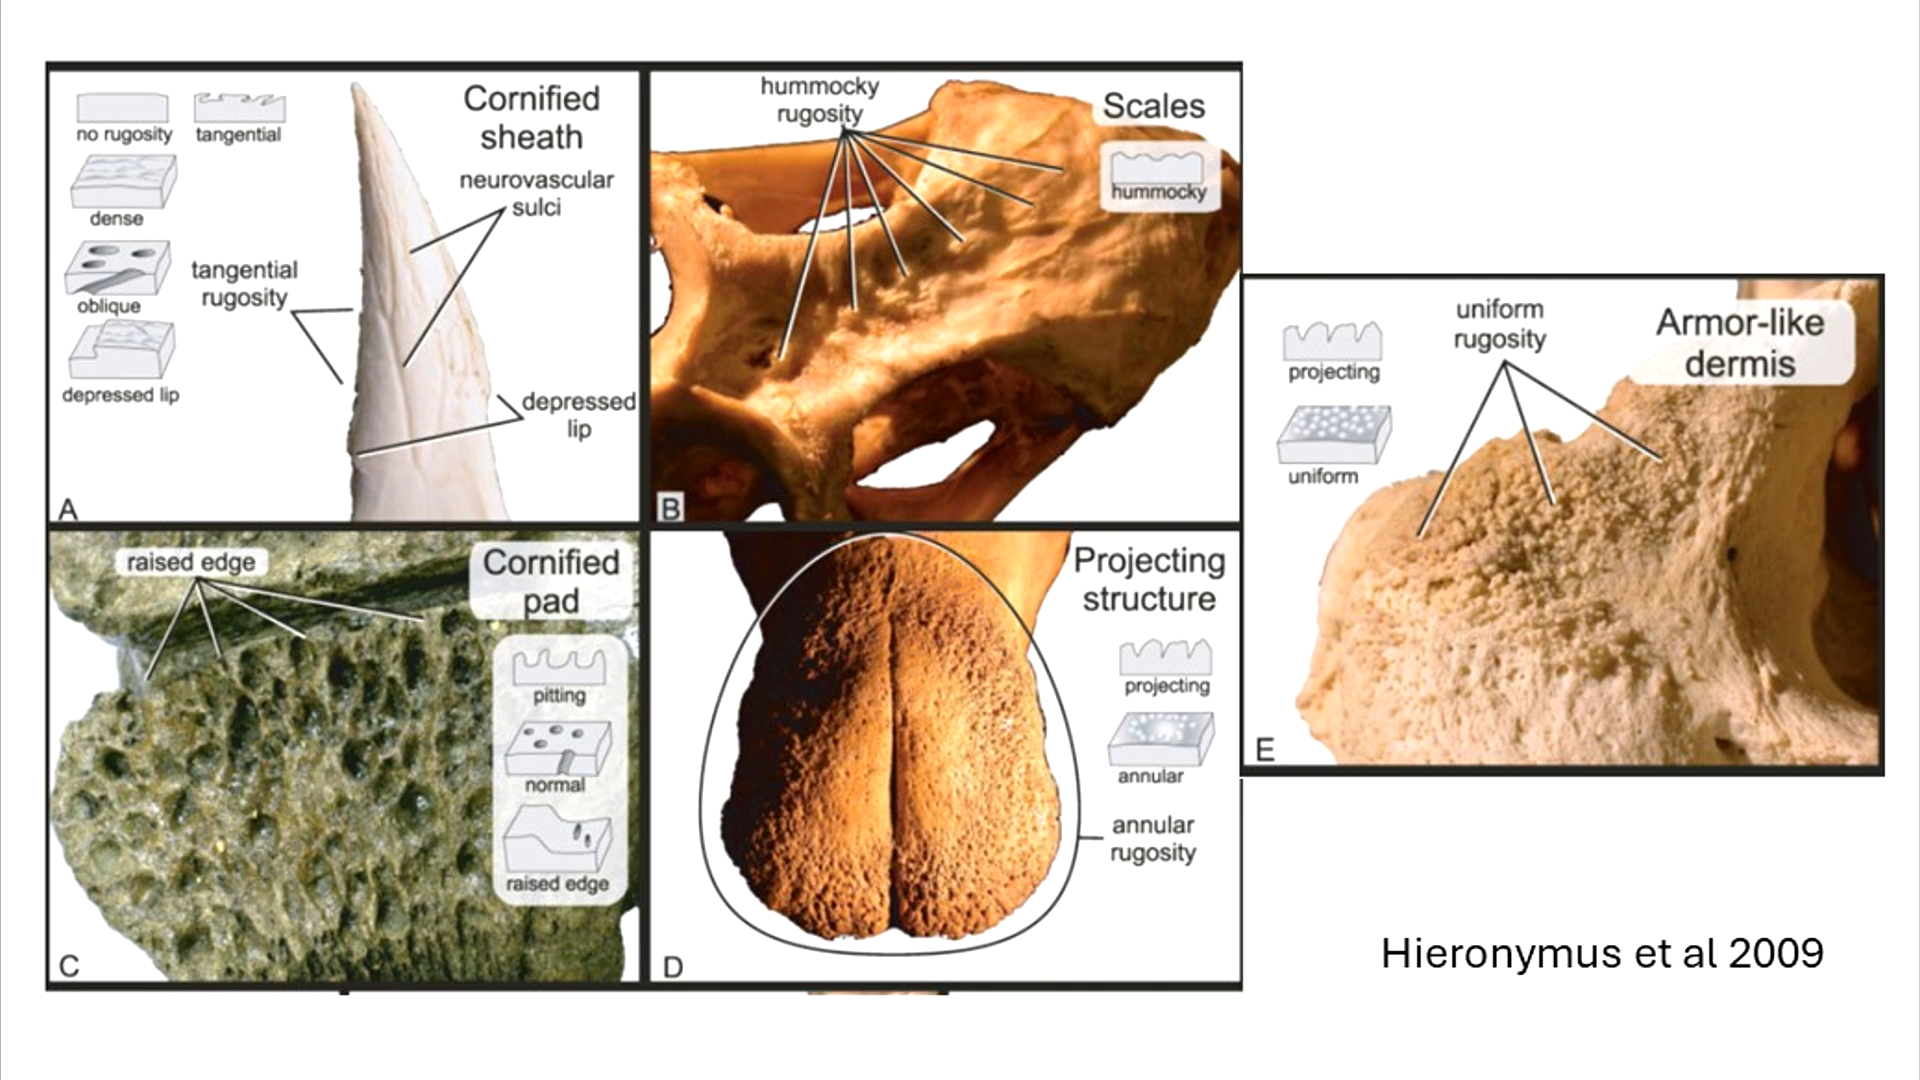 no rugosity
tangential
dense
oblique
depressed lip
Cornified
sheath
neurovascular
sulci
tangential
rugosity
depressed
lip
A
hummocky
rugosity
Scales
hummocky
B
raised edge
Cornified
pad
pitting
normal
raised edge
C
Projecting
structure
projecting
annular
annular
rugosity
D
projecting
uniform
uniform
rugosity
Armor-like
dermis
E
Hieronymus et al 2009